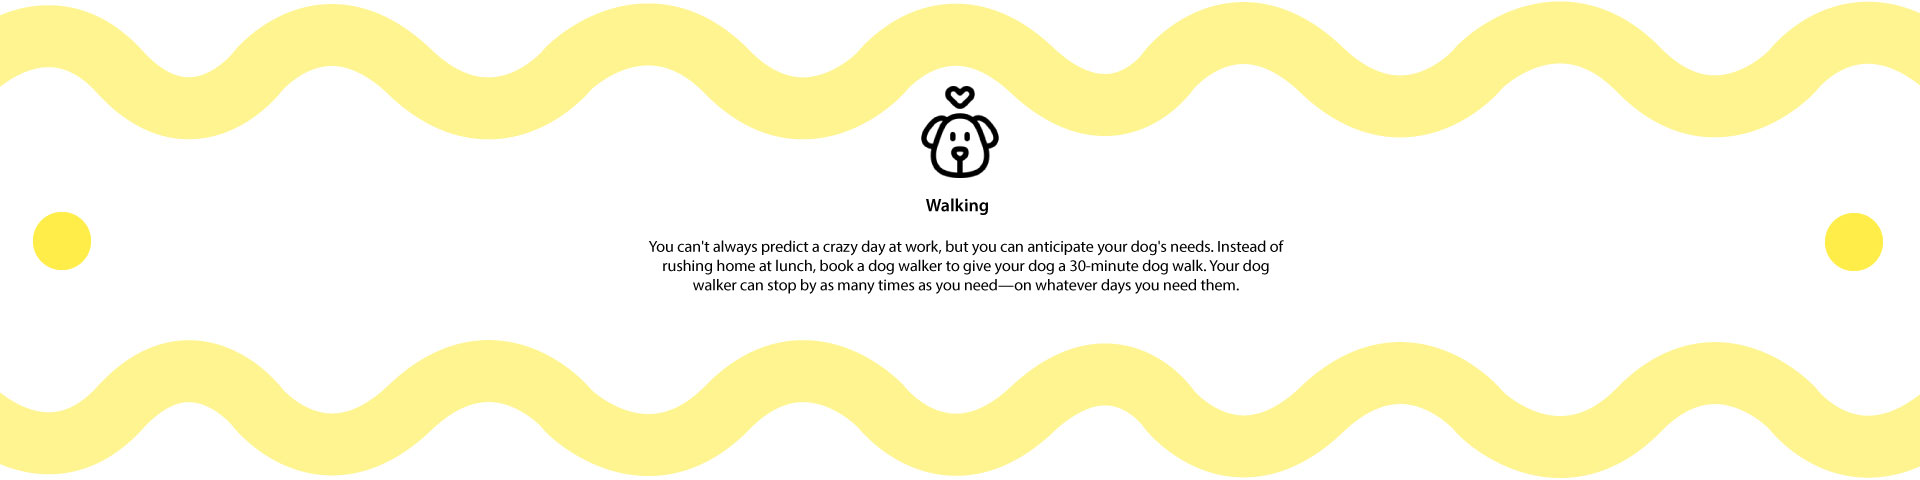 Walking
You can't always predict a crazy day at work, but you can anticipate your dog's needs. Instead of
rushing home at lunch, book a dog walker to give your dog a 30-minute dog walk. Your dog
walker can stop by as many times as you need—on whatever days you need them.